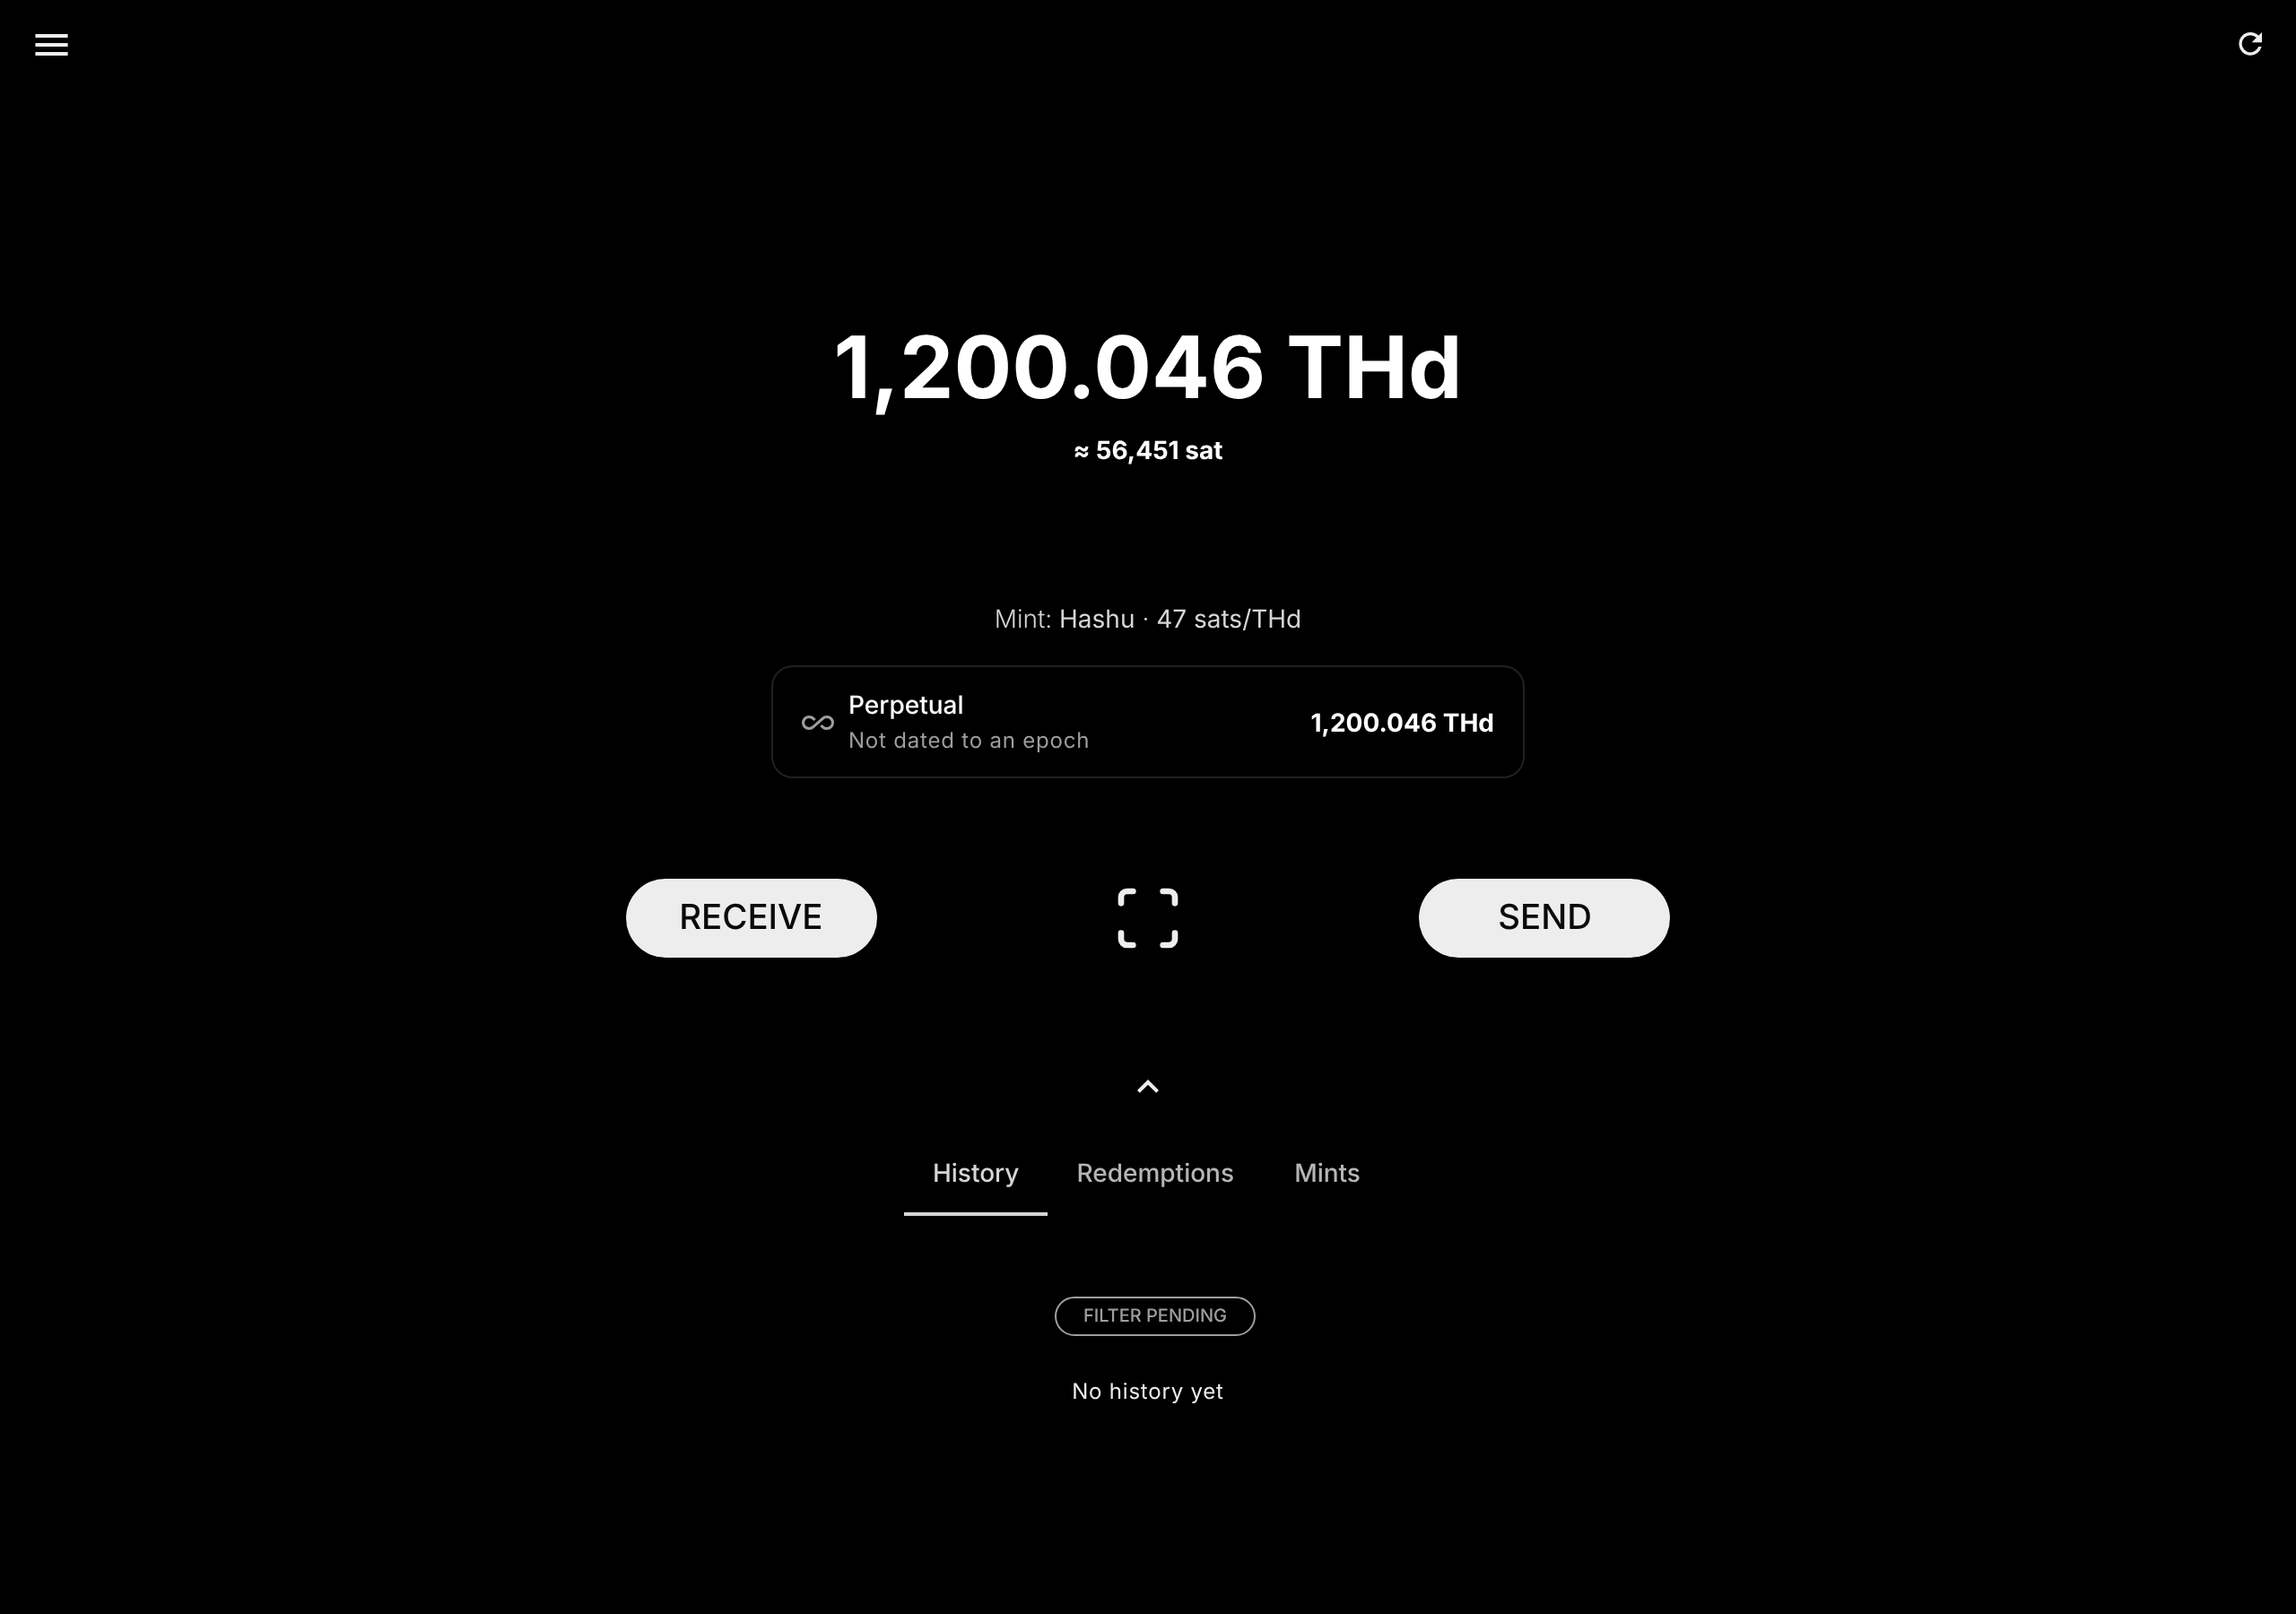 1,200.046 THd
≈ 56,451 sat
Mint: Hashu · 47 sats/THd
Perpetual
Not dated to an epoch
1,200.046 THd
RECEIVE
SEND
History
Redemptions
Mints
FILTER PENDING
No history yet